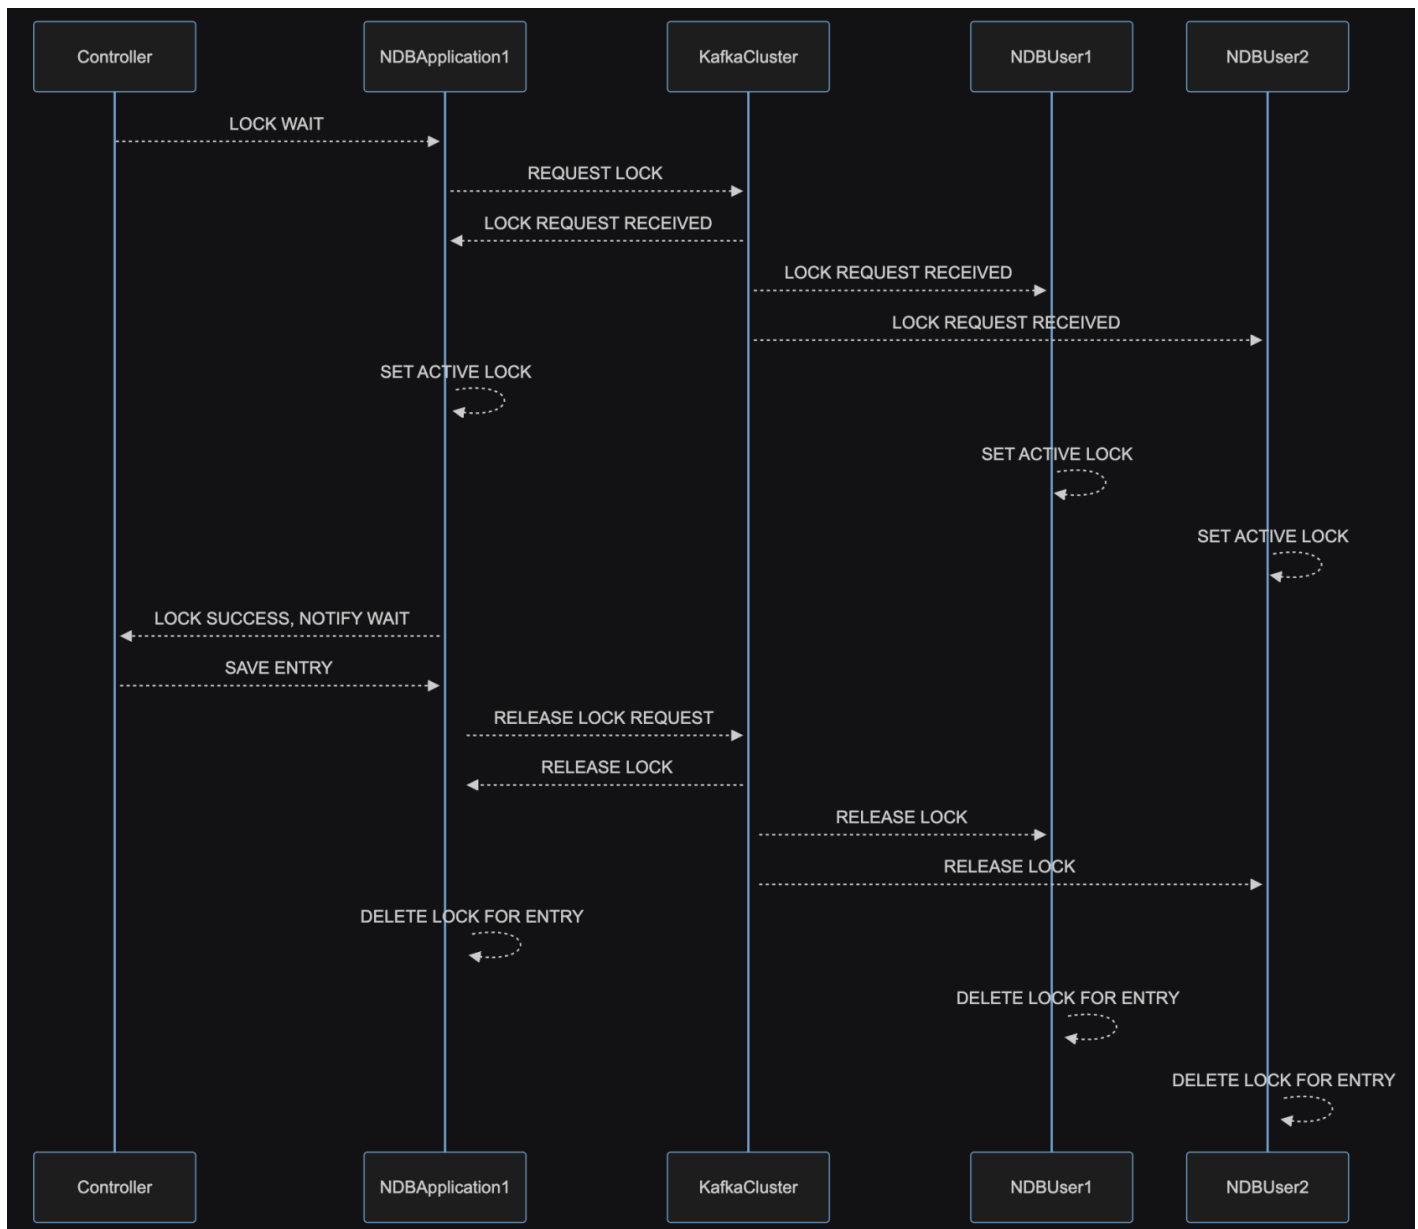 Controller
NDBApplication1
KafkaCluster
NDBUser1
NDBUser2
LOCK WAIT
REQUEST LOCK
LOCK REQUEST RECEIVED
LOCK REQUEST RECEIVED
LOCK REQUEST RECEIVED
SET ACTIVE LOCK
SET ACTIVE LOCK
SET ACTIVE LOCK
LOCK SUCCESS, NOTIFY WAIT
SAVE ENTRY
RELEASE LOCK REQUEST
RELEASE LOCK
RELEASE LOCK
RELEASE LOCK
DELETE LOCK FOR ENTRY
DELETE LOCK FOR ENTRY
DELETE LOCK FOR ENTRY
Controller
NDBApplication1
KafkaCluster
NDBUser1
NDBUser2